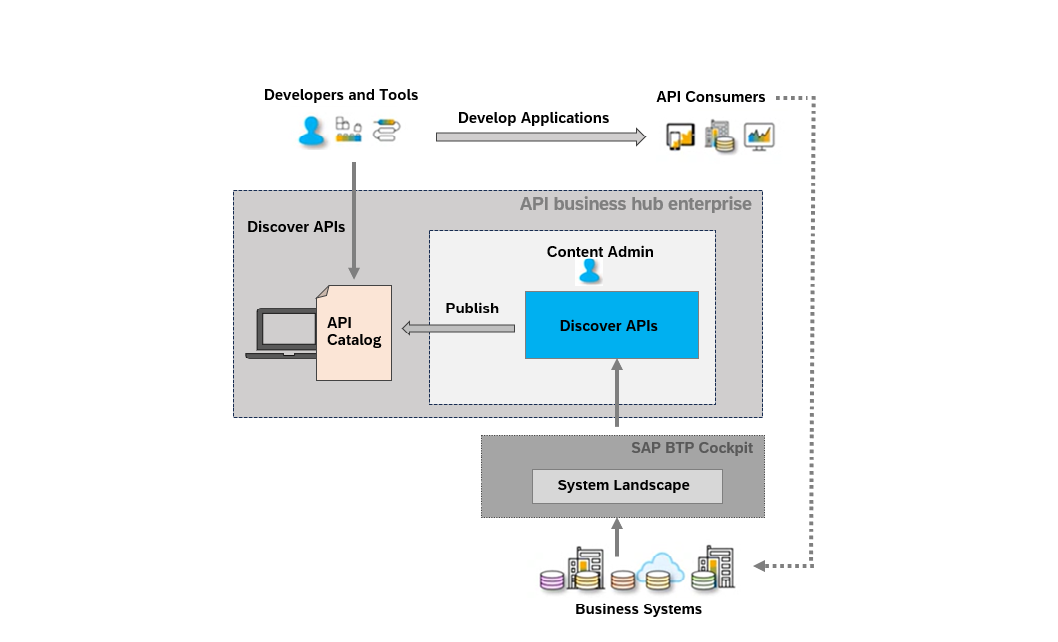 Developers and Tools
API Consumers
Develop Applications
API business hub enterprise
Discover APIs
Content Admin
Publish
API
Catalog
Discover APIs
SAP BTP Cockpit
System Landscape
Business Systems